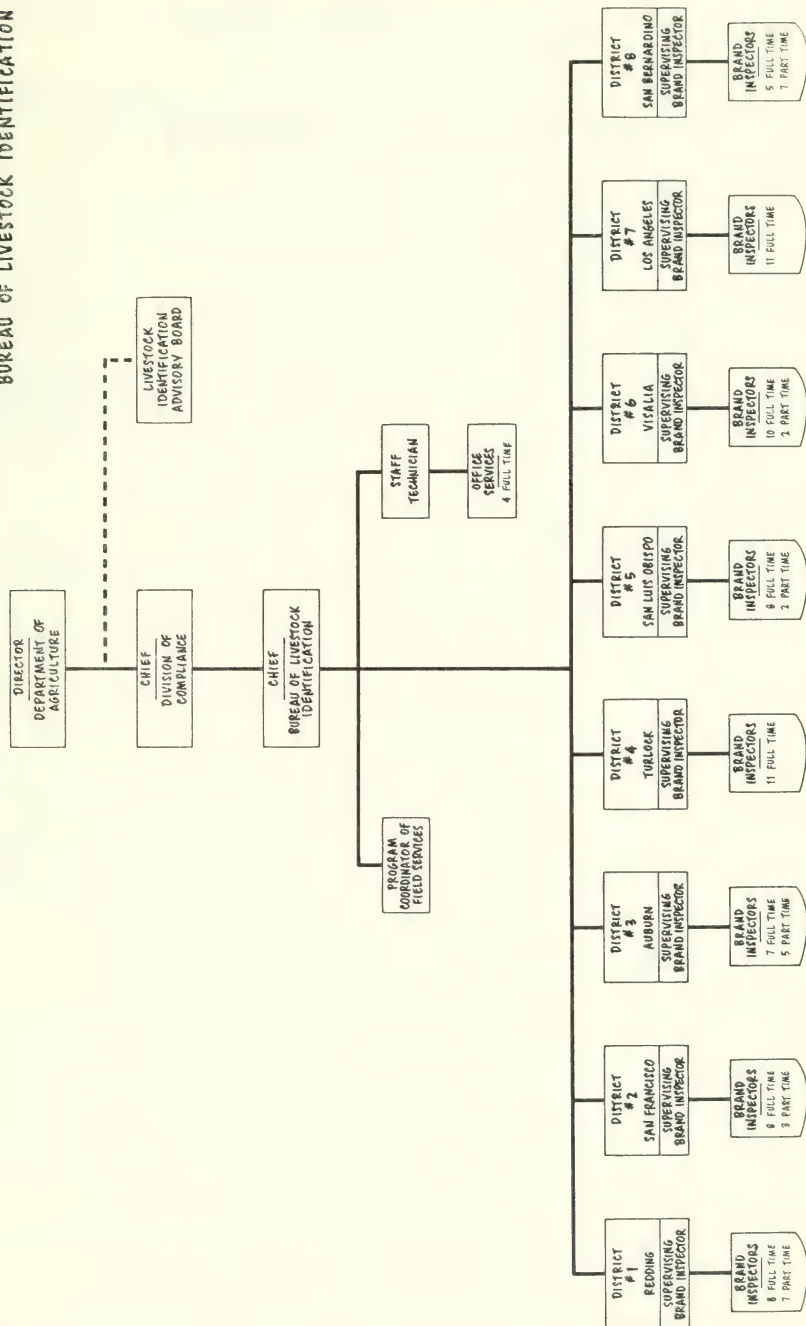 BUREAU OF LIVESTOCK IDENTIFICATION
DIRECTOR
DEPARTMENT OF
AGRICULTURE
LIVESTOCK
IDENTIFICATION
ADVISORY BOARD
CHIEF
DIVISION OF
COMPLIANCE
CHIEF
BUREAU OF LIVESTOCK
IDENTIFICATION
PROGRAM
COORDINATOR OF
FIELD SERVICES
STAFF
TECHNICIAN
OFFICE
SERVICES
4 FULL TIME
DISTRICT
#1
REDDING
SUPERVISING
BRAND INSPECTOR
BRAND
INSPECTORS
8 FULL TIME
7 PART TIME
DISTRICT
#2
SAN FRANCISCO
SUPERVISING
BRAND INSPECTOR
BRAND
INSPECTORS
8 FULL TIME
3 PART TIME
DISTRICT
#3
AUBURN
SUPERVISING
BRAND INSPECTOR
BRAND
INSPECTORS
7 FULL TIME
5 PART TIME
DISTRICT
#4
TURLOCK
SUPERVISING
BRAND INSPECTOR
BRAND
INSPECTORS
11 FULL TIME
DISTRICT
#5
SAN LUIS OBISPO
SUPERVISING
BRAND INSPECTOR
BRAND
INSPECTORS
8 FULL TIME
2 PART TIME
DISTRICT
#6
VISALIA
SUPERVISING
BRAND INSPECTOR
BRAND
INSPECTORS
10 FULL TIME
2 PART TIME
DISTRICT
#7
LOS ANGELES
SUPERVISING
BRAND INSPECTOR
BRAND
INSPECTORS
11 FULL TIME
DISTRICT
#8
SAN BERNARDINO
SUPERVISING
BRAND INSPECTOR
BRAND
INSPECTORS
5 FULL TIME
7 PART TIME